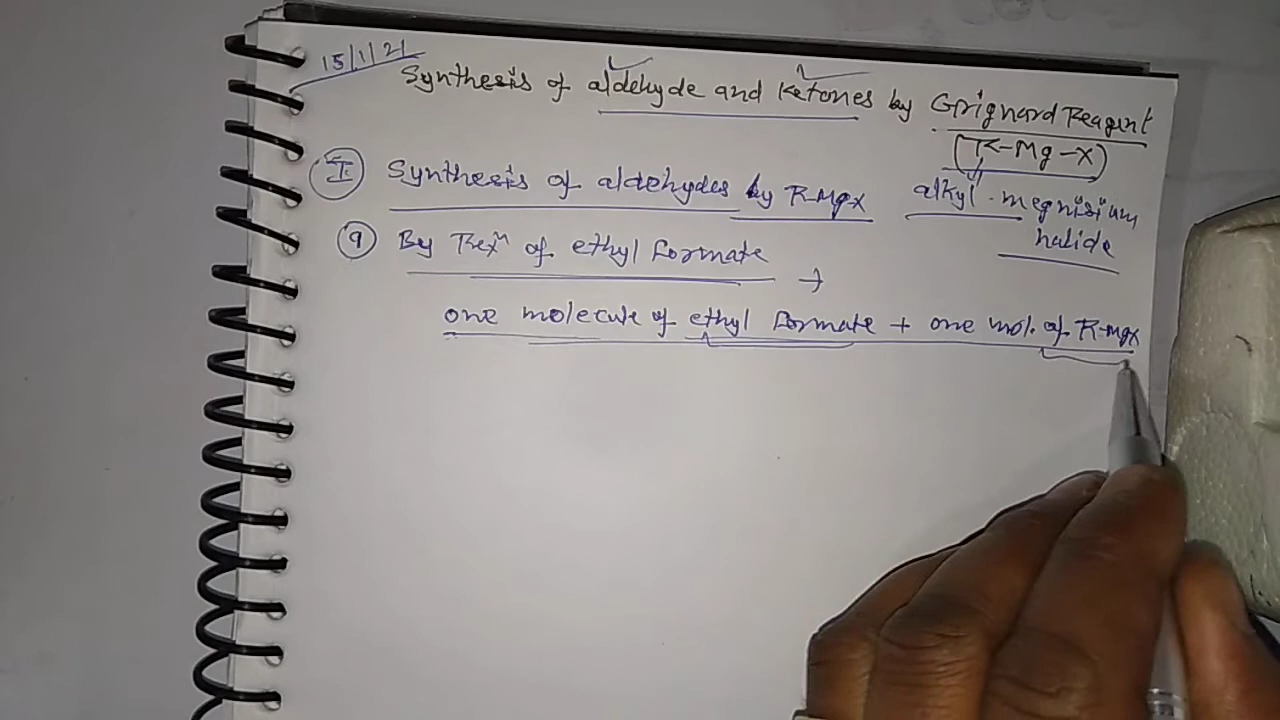 15/1/21
Synthesis of aldehyde and Ketones by Grignard Reagent
(R-Mg-X)
I Synthesis of aldehydes by R-Mgx alkyl megnisium
halide
a By Rexⁿ of ethyl formate →
one molecule of ethyl formate + one mol. of R-Mgx